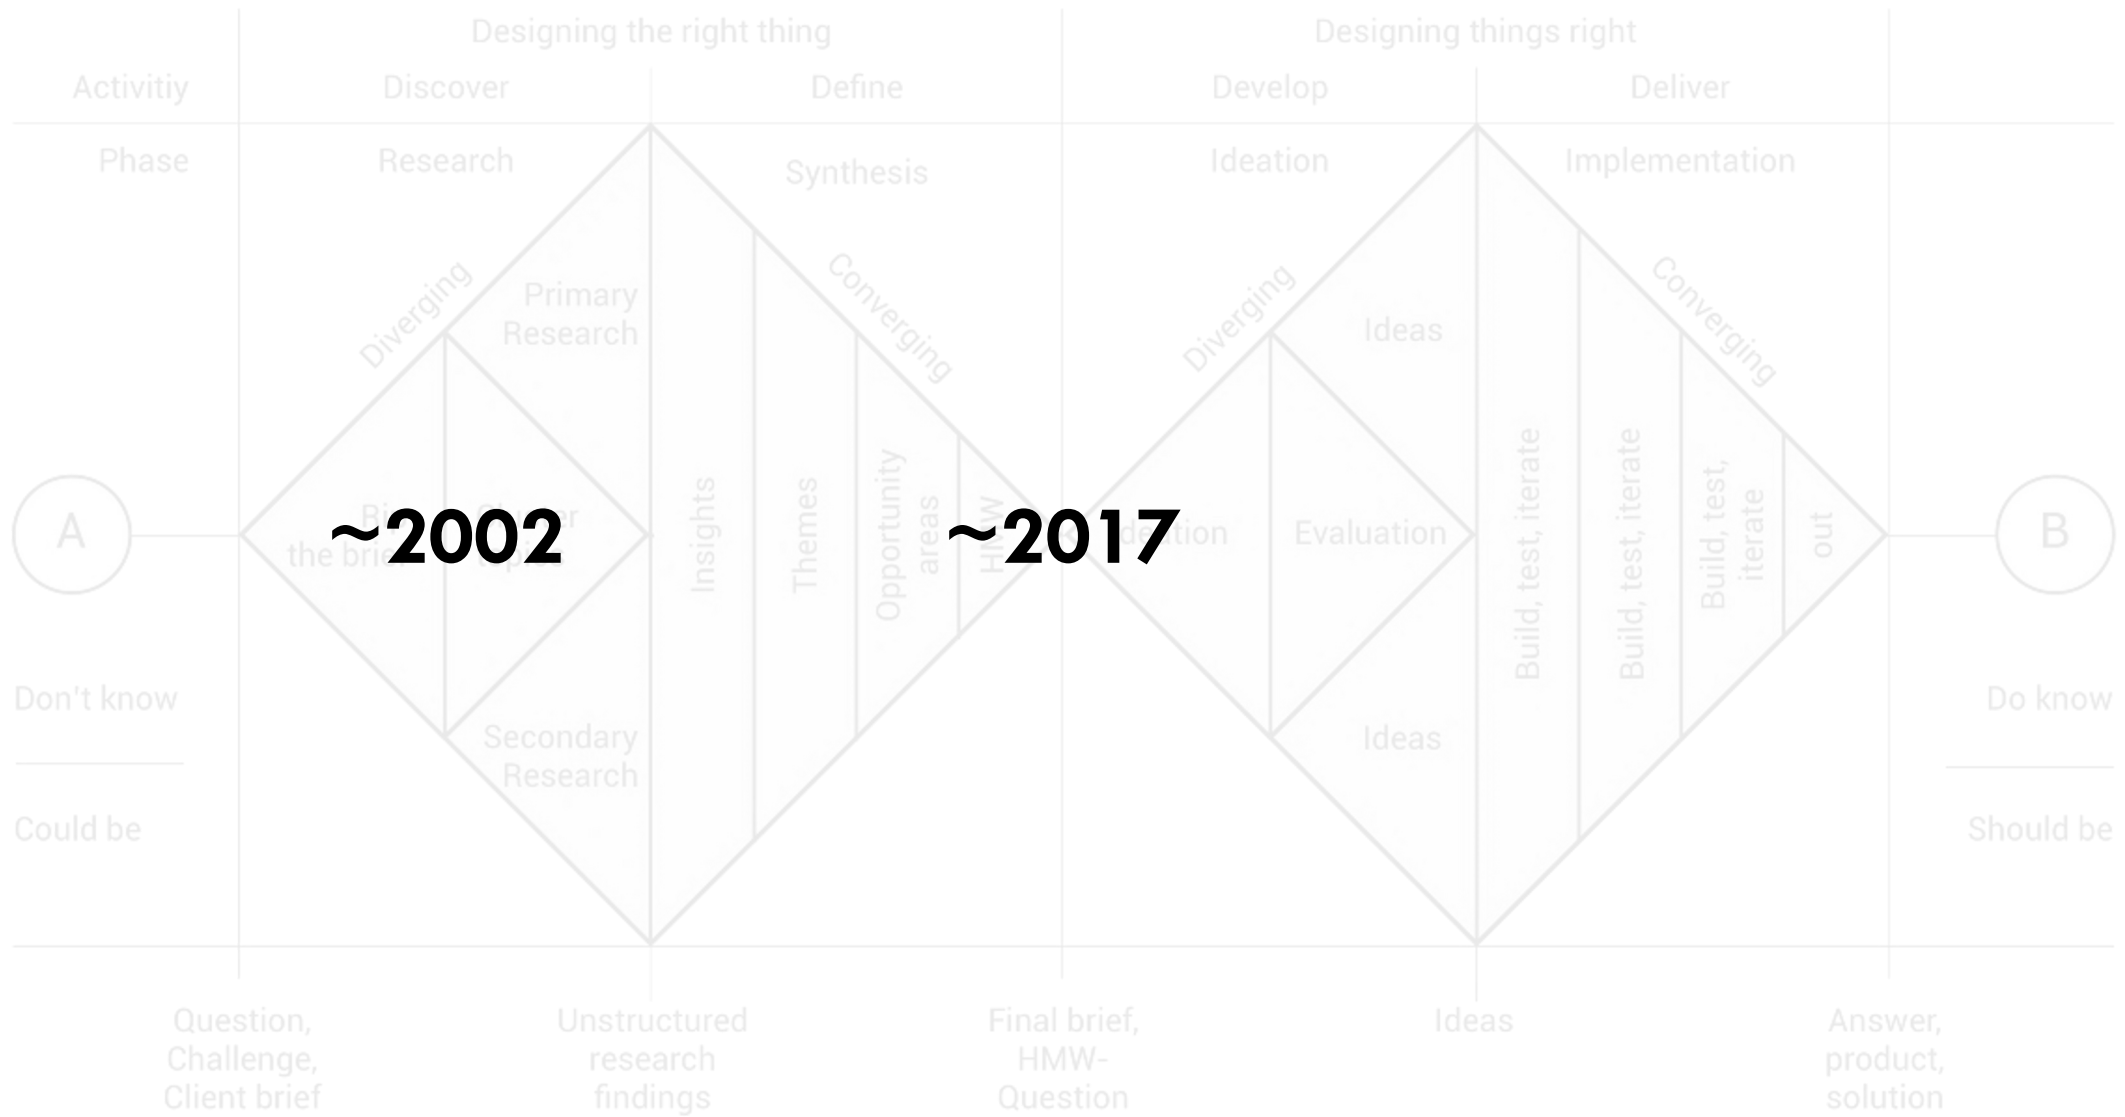 Designing the right thing
Designing things right
Activitiy
Discover
Define
Develop
Deliver
Phase
Research
Synthesis
Ideation
Implementation
Diverging
Primary
Research
Converging
Diverging
Ideas
Converging
A
the
~2002
Insights
Themes
Opportunity
areas
HMW
~2017
Evaluation
Build, test, iterate
Build, test, iterate
Build, test,
iterate
out
B
Don't know
Could be
Secondary
Research
Ideas
Do know
Should be
Question,
Challenge,
Client brief
Unstructured
research
findings
Final brief,
HMW-
Question
Ideas
Answer,
product,
solution